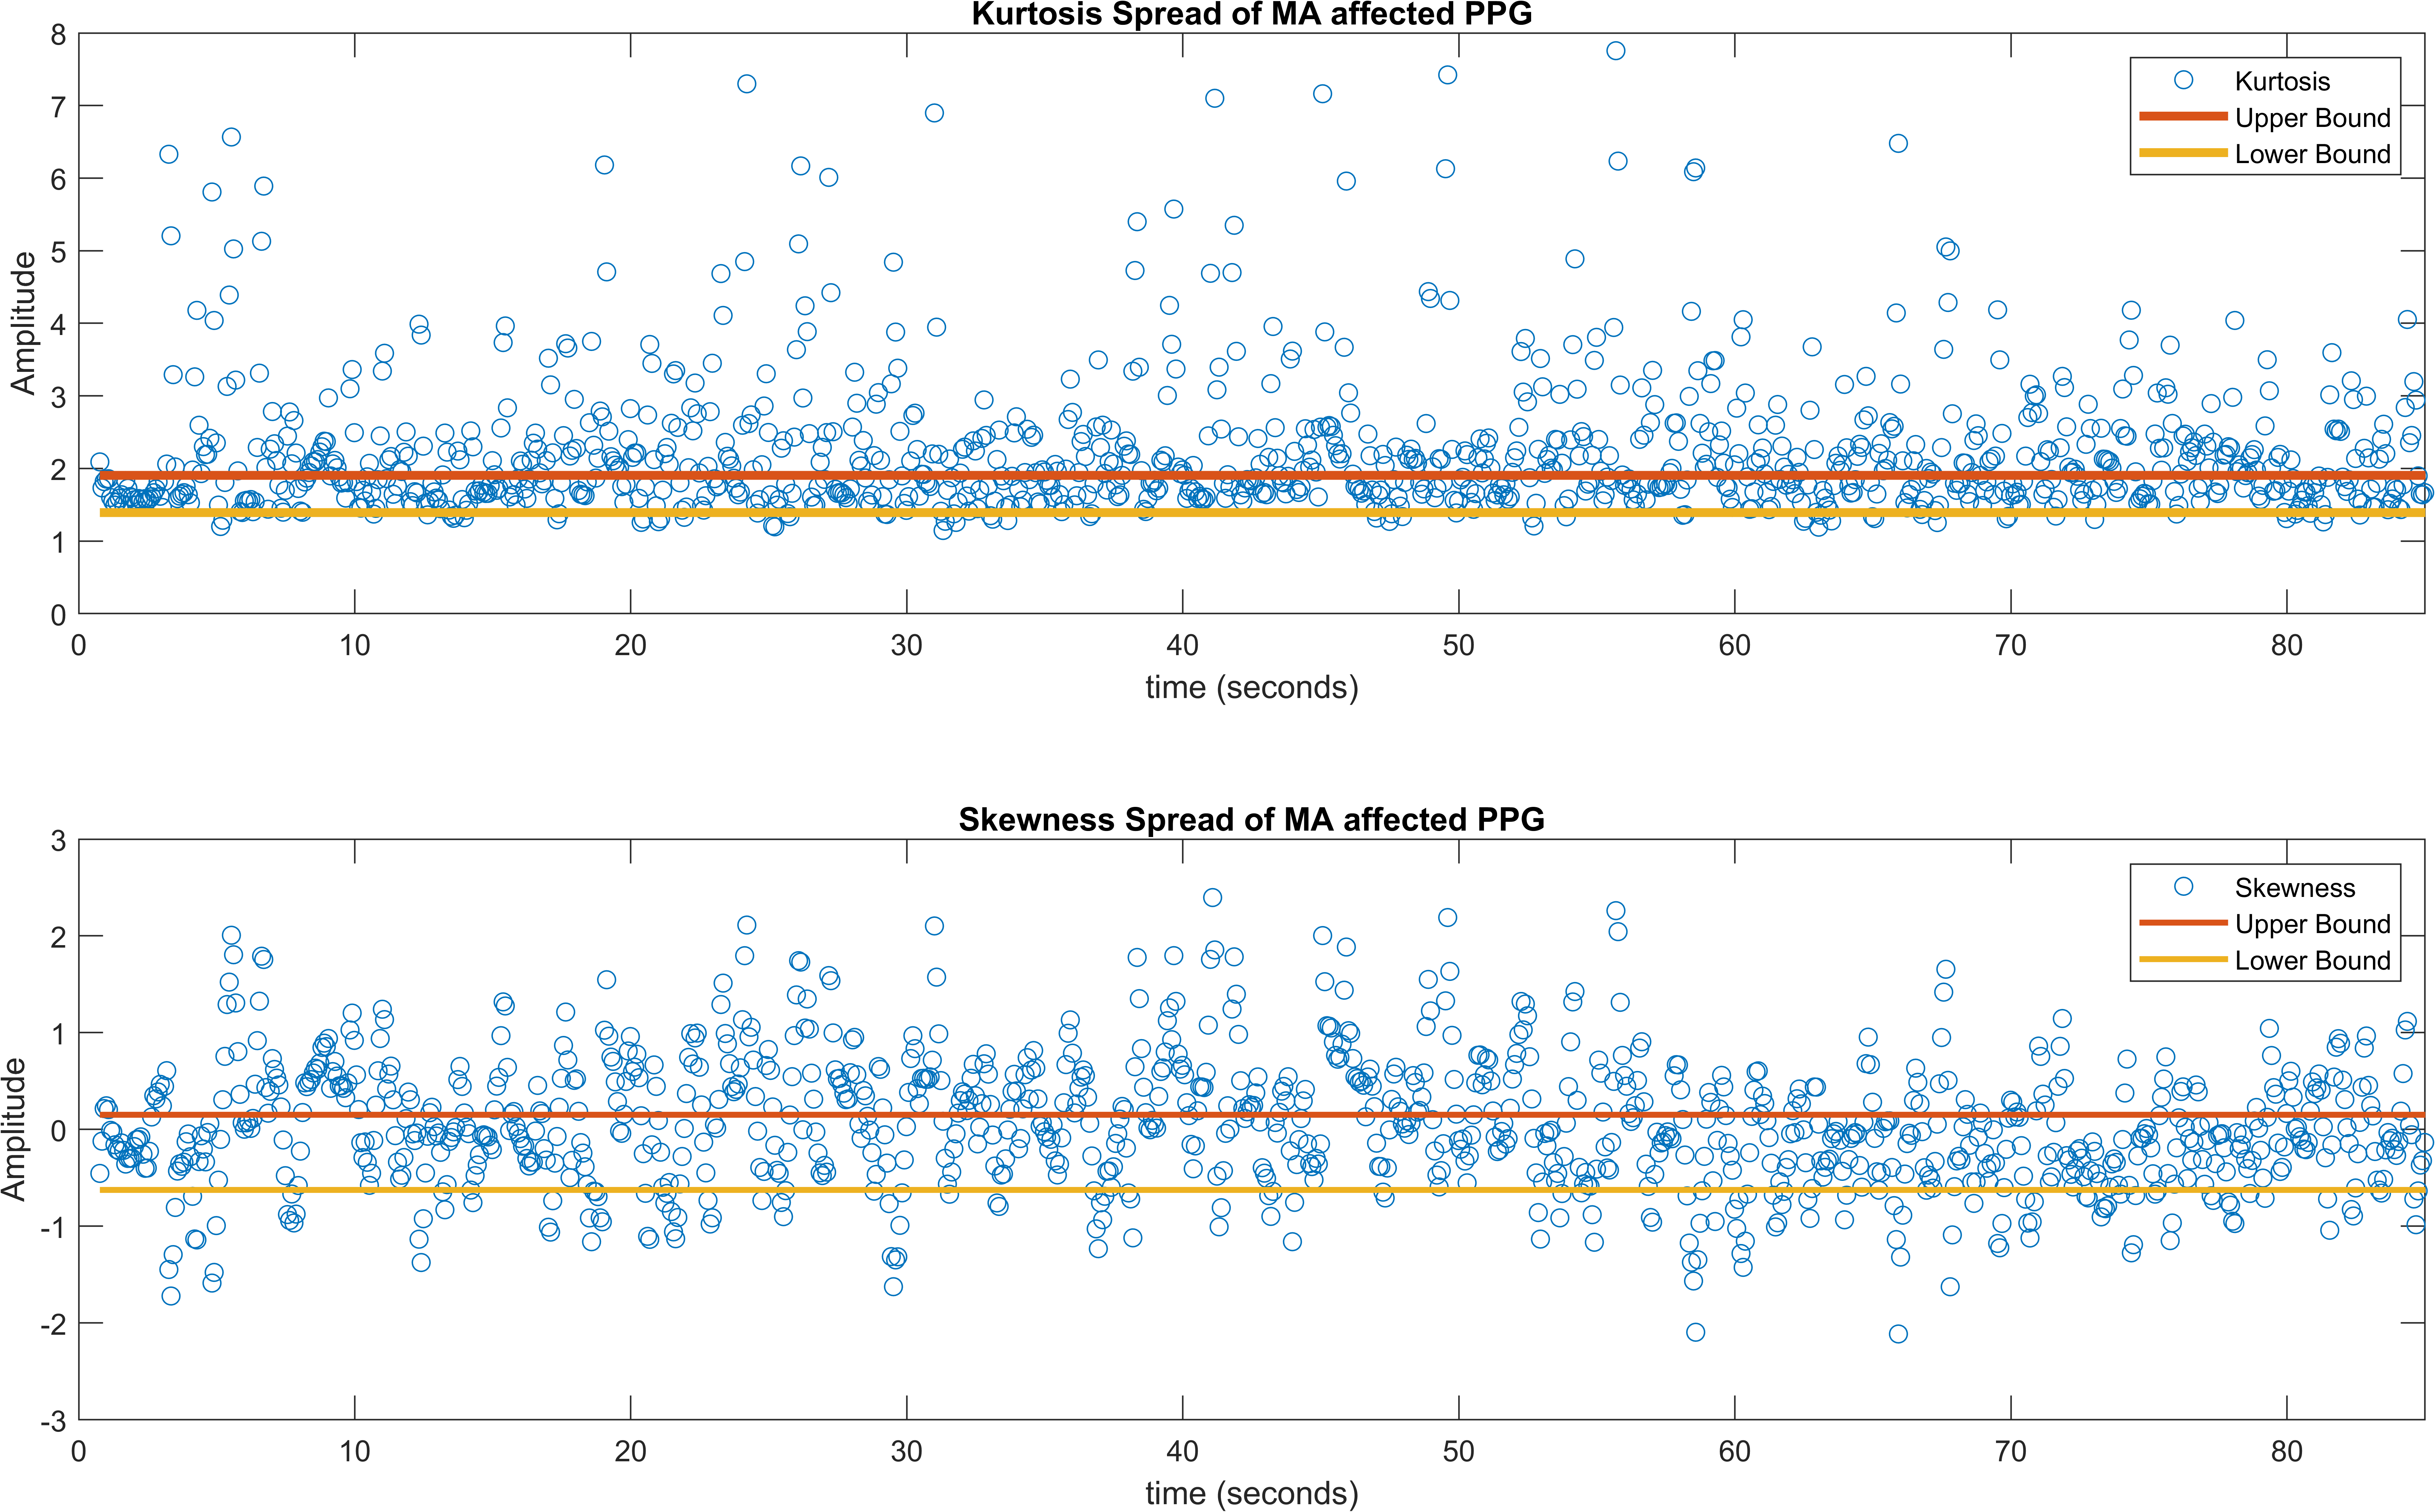 Kurtosis Spread of MA affected PPG
8
7
6
5
4
3
2
1
0
Amplitude
Kurtosis
Upper Bound
Lower Bound
0 10 20 30 40 50 60 70 80
time (seconds)
Skewness Spread of MA affected PPG
3
2
1
0
-1
-2
-3
Amplitude
Skewness
Upper Bound
Lower Bound
0 10 20 30 40 50 60 70 80
time (seconds)